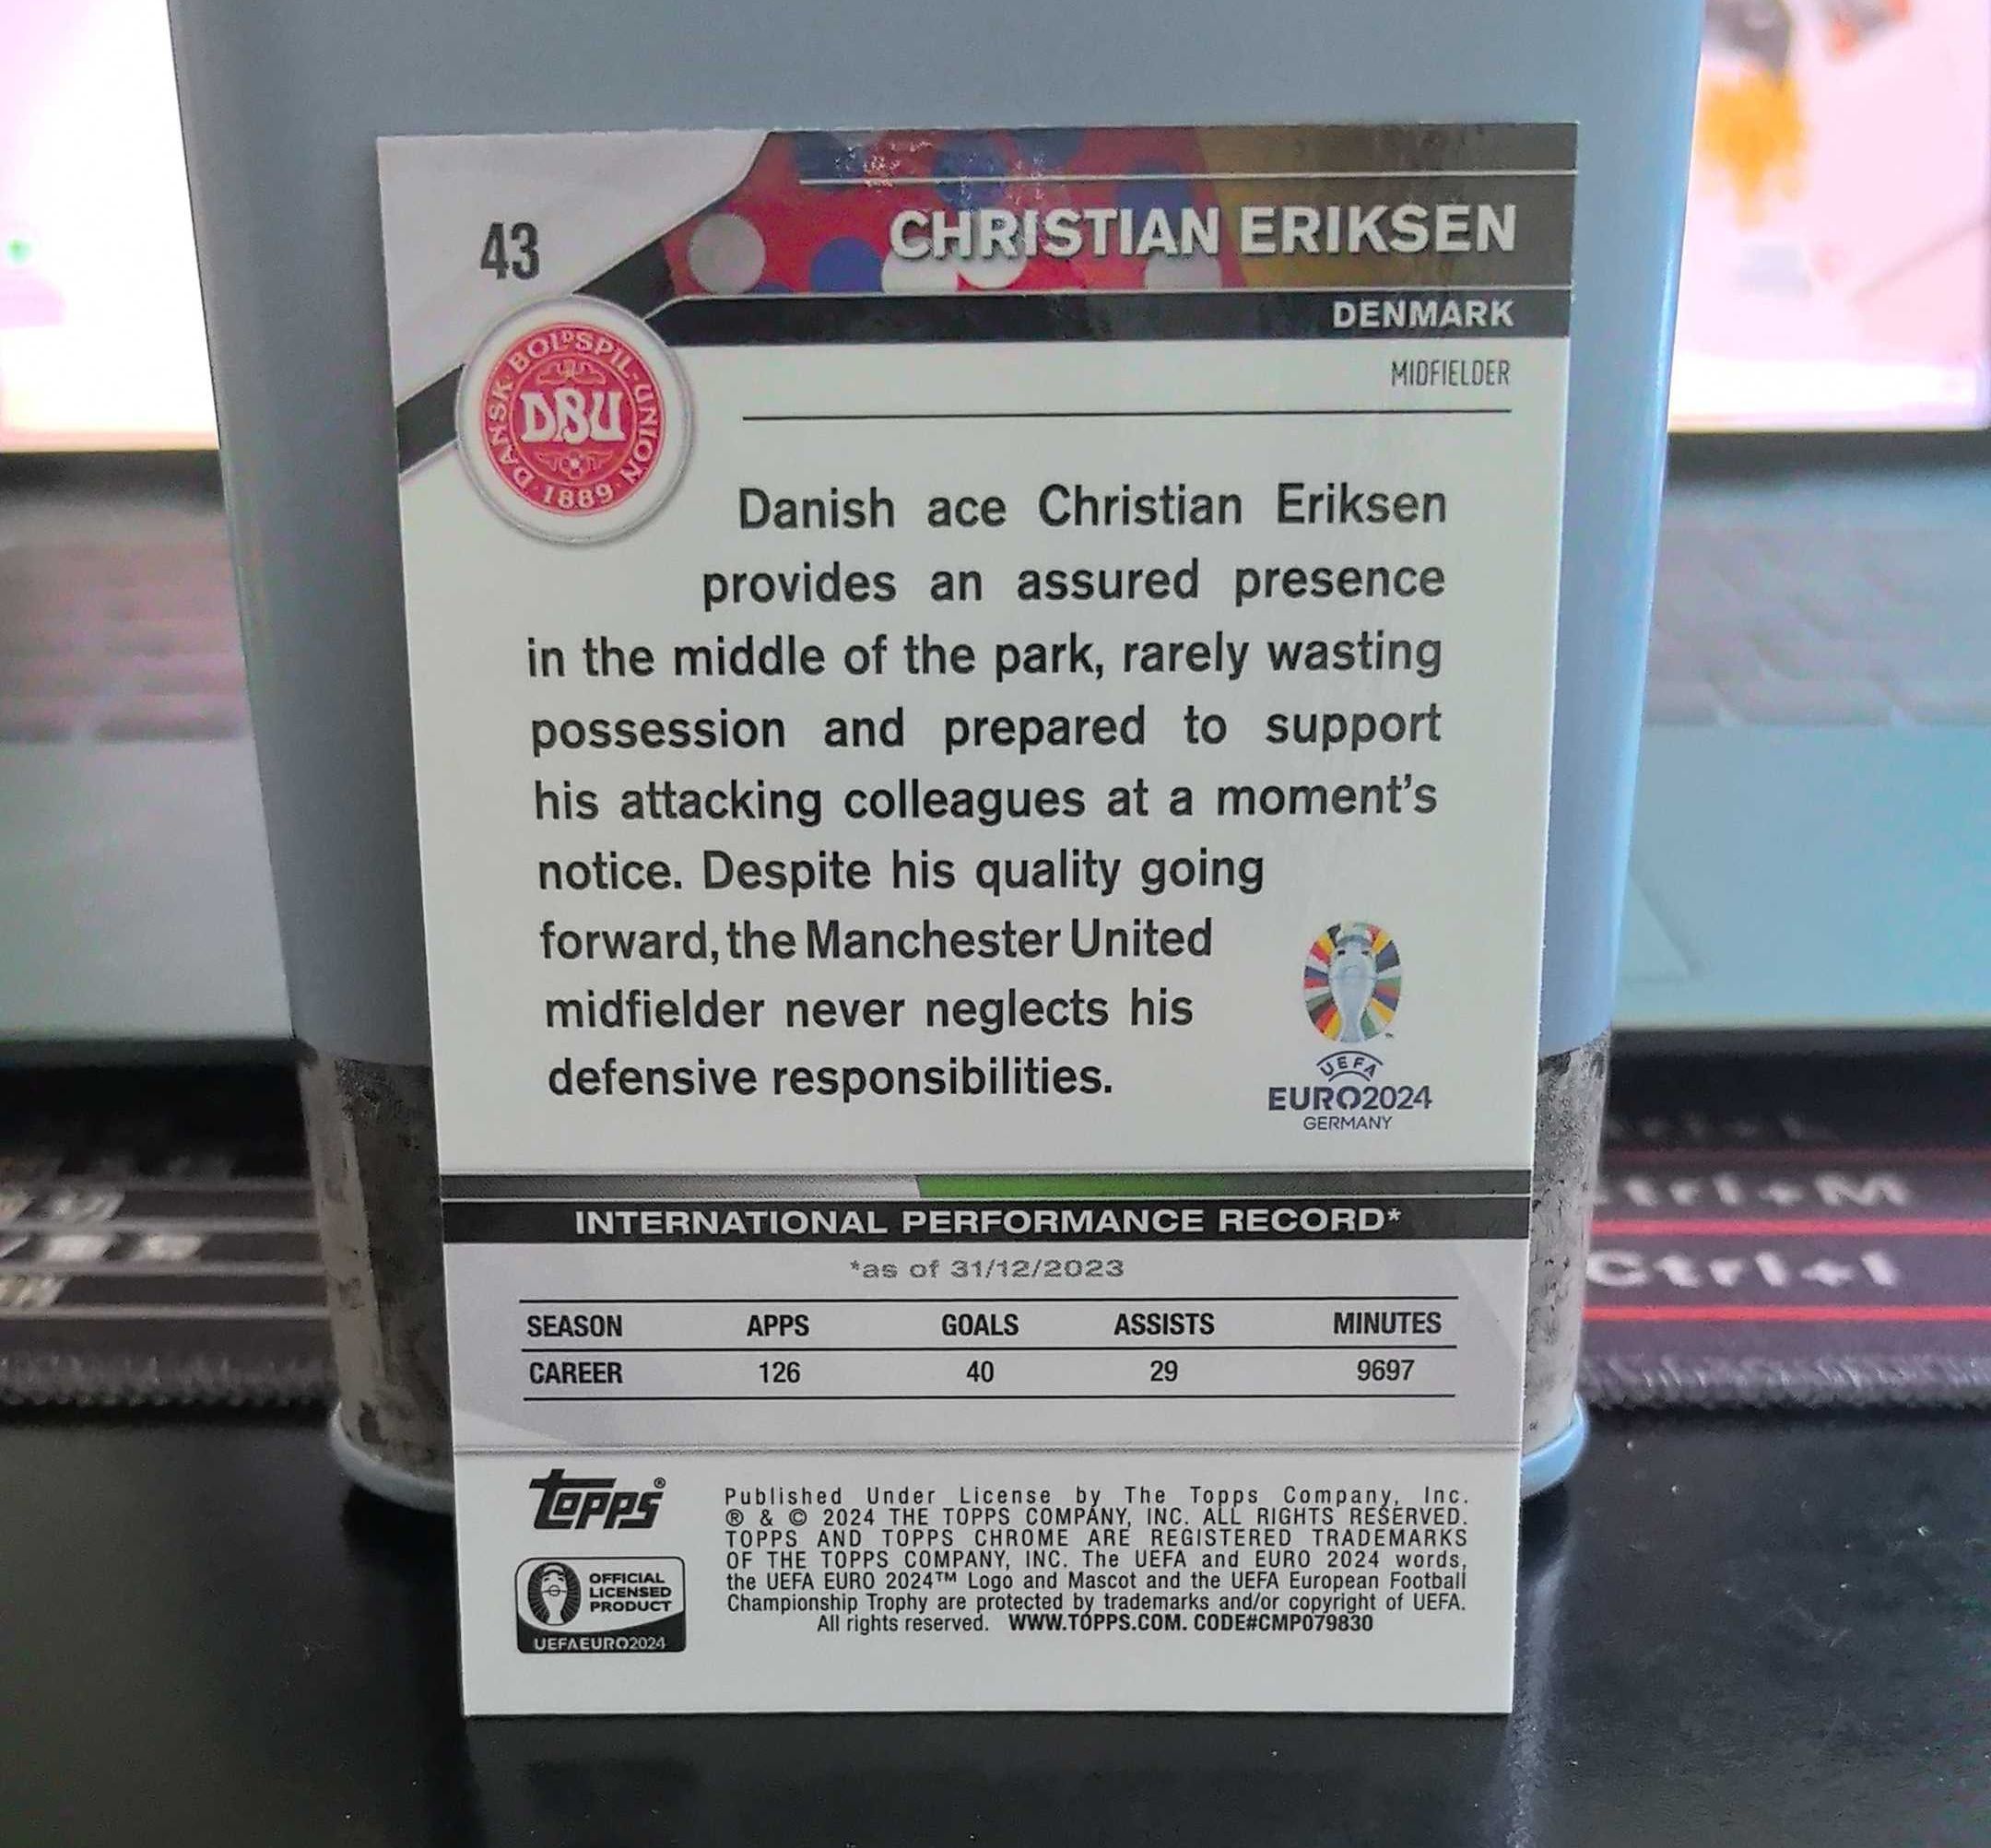 43
CHRISTIAN ERIKSEN
DENMARK
MIDFIELDER
DANSK BOLDSPIL-UNION
DBU
1889
Danish ace Christian Eriksen
provides an assured presence
in the middle of the park, rarely wasting
possession and prepared to support
his attacking colleagues at a moment's
notice. Despite his quality going
forward, the Manchester United
midfielder never neglects his
defensive responsibilities.
UEFA
EURO2024
GERMANY
INTERNATIONAL PERFORMANCE RECORD*
*as of 31/12/2023
SEASON APPS GOALS ASSISTS MINUTES
CAREER 126 40 29 9697
topps®
Published Under License by The Topps Company, Inc.
® & © 2024 THE TOPPS COMPANY, INC. ALL RIGHTS RESERVED.
TOPPS AND TOPPS CHROME ARE REGISTERED TRADEMARKS
OF THE TOPPS COMPANY, INC. The UEFA and EURO 2024 words,
the UEFA EURO 2024™ Logo and Mascot and the UEFA European Football
Championship Trophy are protected by trademarks and/or copyright of UEFA.
All rights reserved. WWW.TOPPS.COM. CODE#CMP079830
OFFICIAL
LICENSED
PRODUCT
UEFAEURO2024
Ctrl+M
Ctrl+I